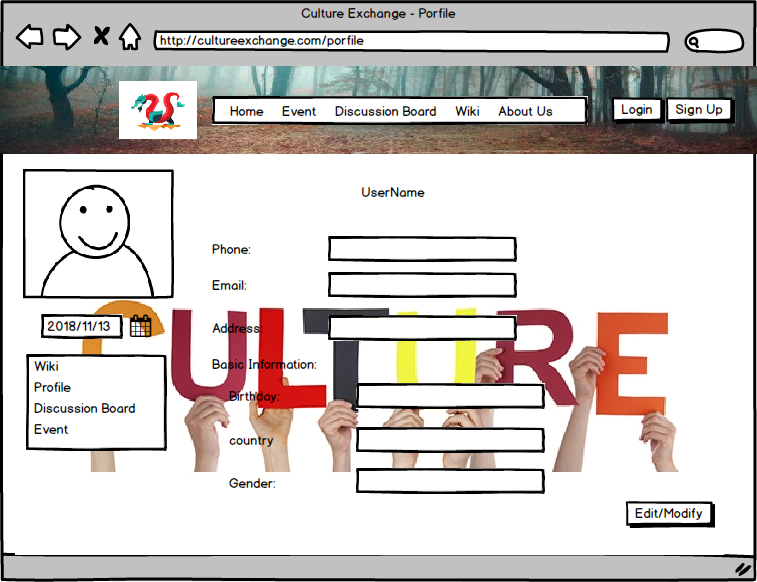 Culture Exchange - Porfile
http://cultureexchange.com/porfile
Home Event Discussion Board Wiki About Us
Login Sign Up
UserName
Phone:
Email:
CULTURE
2018/11/13
Address:
Basic Information:
Wiki
Profile
Discussion Board
Event
Birthday:
country
Gender:
Edit/Modify